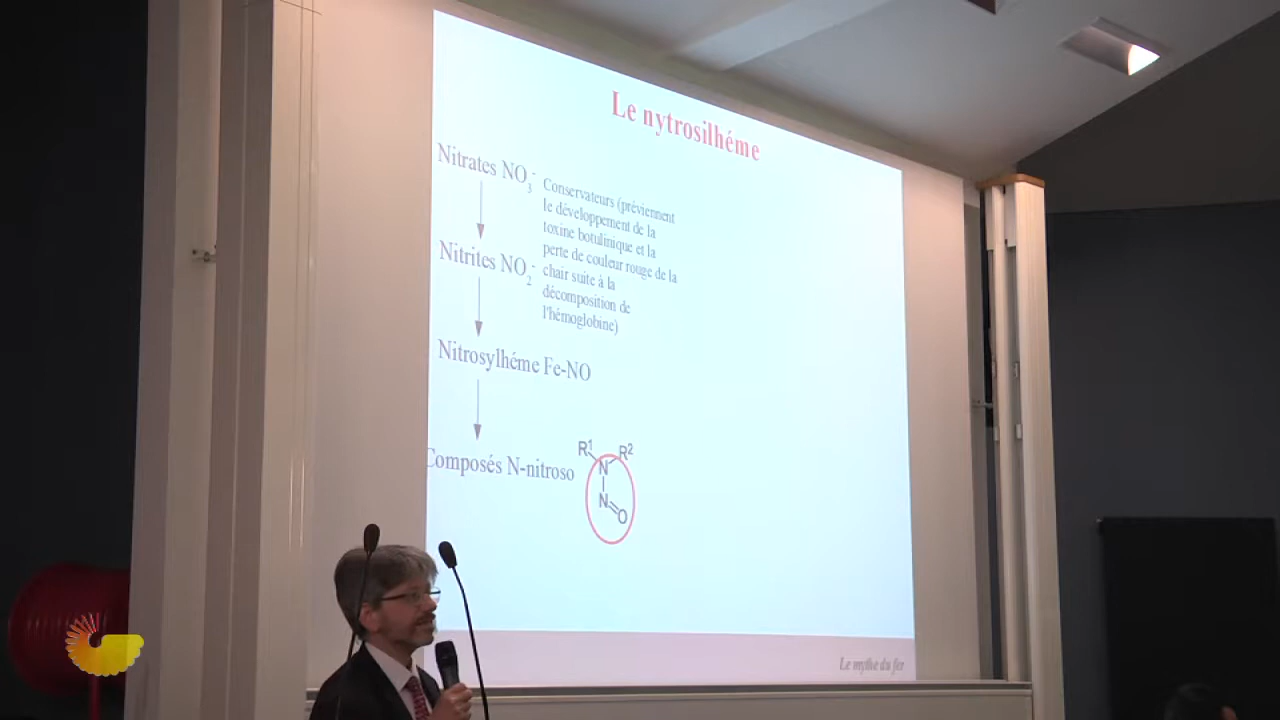 Le nytrosilhéme
Nitrates NO3-
Conservateurs (préviennent
le développement de la
toxine botulinique et la
perte de couleur rouge de la
chair suite à la
décomposition de
l'hémoglobine)
Nitrites NO2-
Nitrosylhéme Fe-NO
Composés N-nitroso
R1 R2
N
N
O
Le mythe du fer